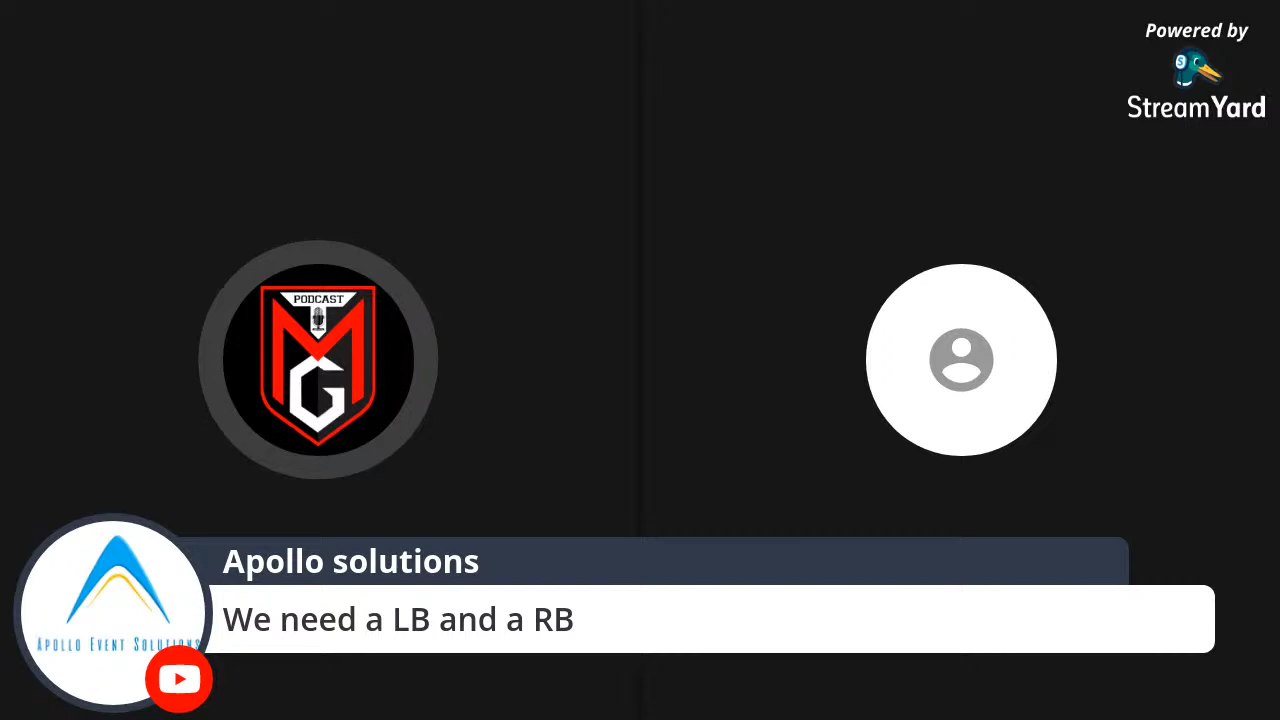 Powered by
StreamYard
PODCAST
MG
Apollo solutions
We need a LB and a RB
APOLLO EVENT SOLUTIONS